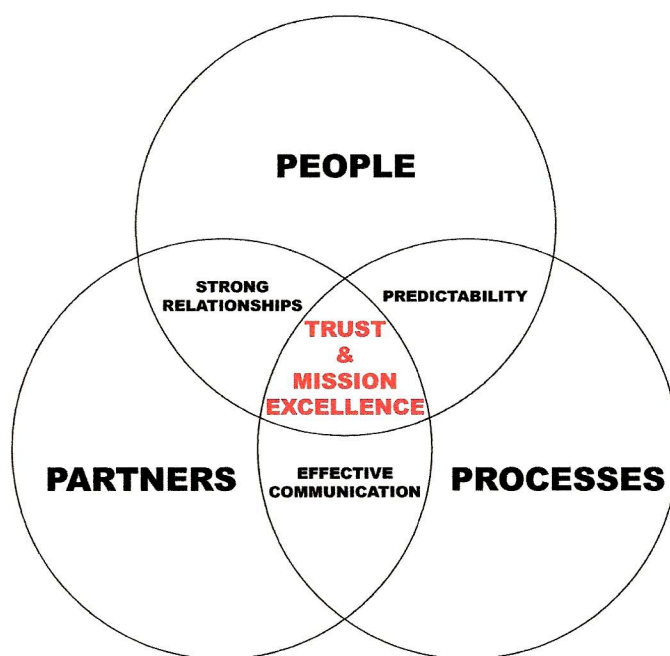 PEOPLE
STRONG
RELATIONSHIPS
PREDICTABILITY
TRUST
&
MISSION
EXCELLENCE
PARTNERS
EFFECTIVE
COMMUNICATION
PROCESSES